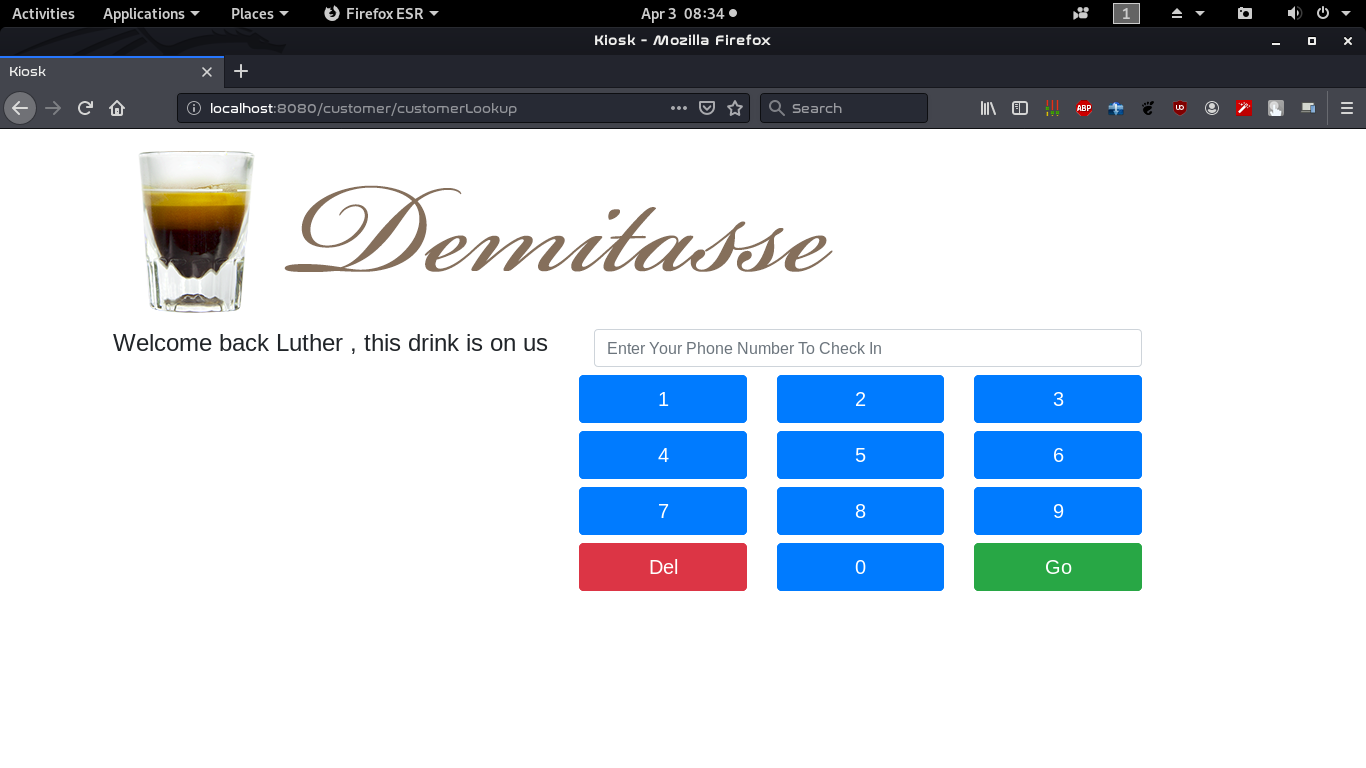 Activities Applications Places Firefox ESR Apr 3 08:34 1
Kiosk - Mozilla Firefox
Kiosk
localhost:8080/customer/customerLookup Search ABP UD
Demitasse
Welcome back Luther , this drink is on us
Enter Your Phone Number To Check In
1 2 3
4 5 6
7 8 9
Del 0 Go